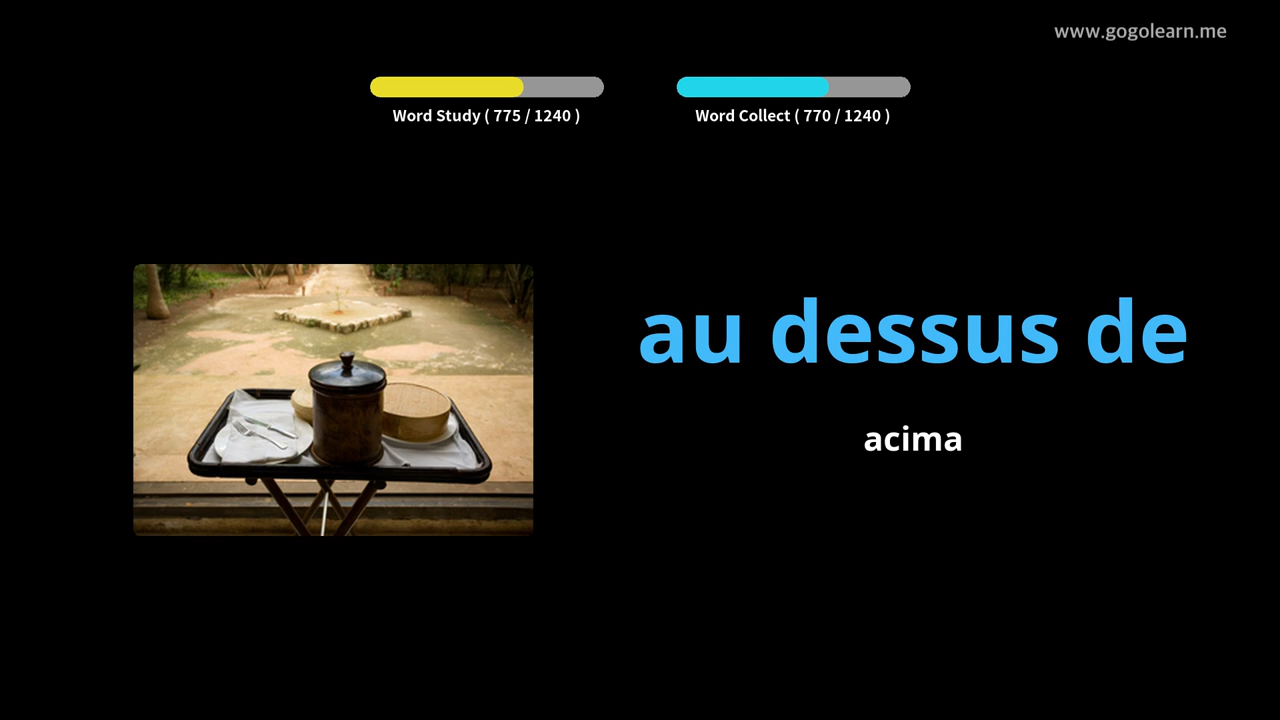 www.gogolearn.me
Word Study ( 775 / 1240 )
Word Collect ( 770 / 1240 )
au dessus de
acima